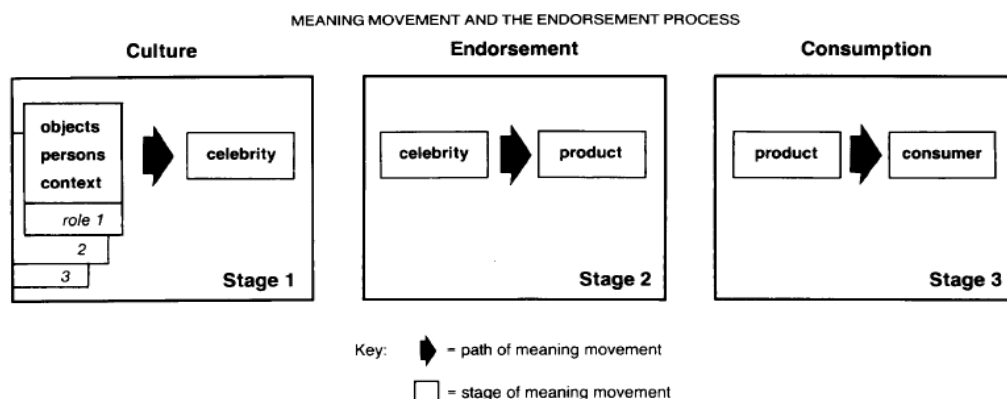 MEANING MOVEMENT AND THE ENDORSEMENT PROCESS
Culture
Endorsement
Consumption
objects
persons
context
role 1
2
3
celebrity
Stage 1
celebrity
product
Stage 2
product
consumer
Stage 3
Key:
= path of meaning movement
= stage of meaning movement